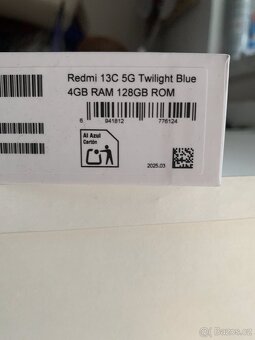 Redmi 13C 5G Twilight Blue
4GB RAM 128GB ROM
6 941812 776124
Al Azul
Cartón
2025.03
© Bazos.cz